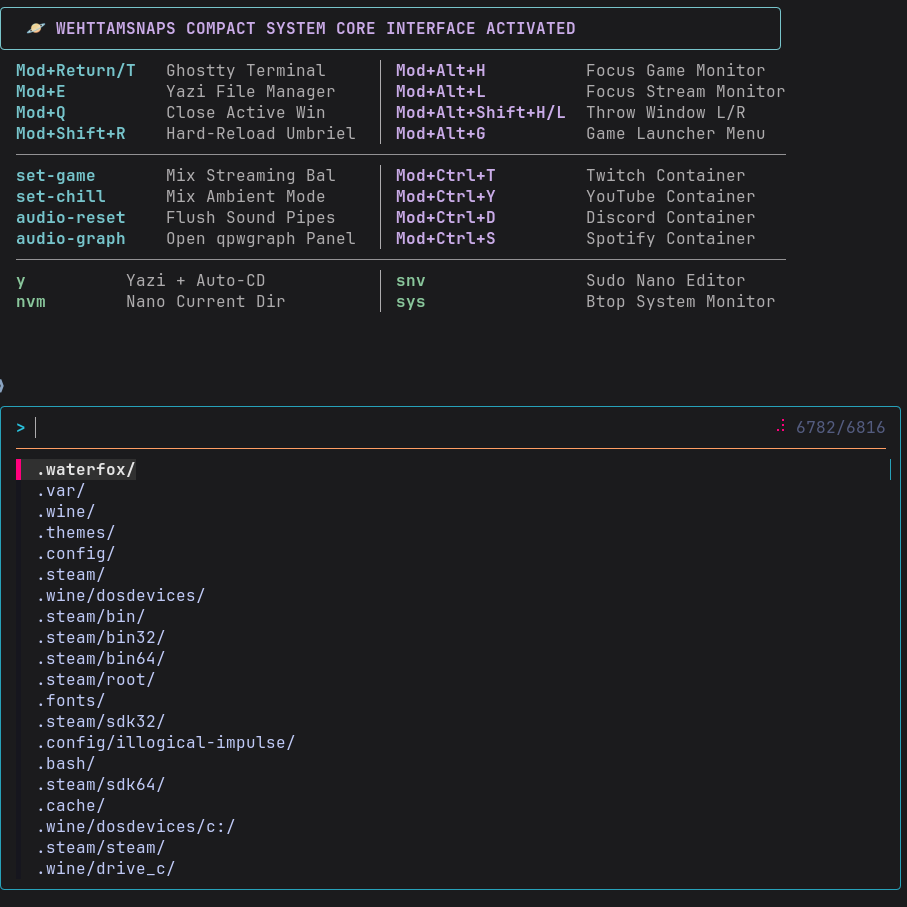 🪐 WEHTTAMSNAPS COMPACT SYSTEM CORE INTERFACE ACTIVATED
Mod+Return/T Ghostty Terminal │ Mod+Alt+H Focus Game Monitor
Mod+E Yazi File Manager │ Mod+Alt+L Focus Stream Monitor
Mod+Q Close Active Win │ Mod+Alt+Shift+H/L Throw Window L/R
Mod+Shift+R Hard-Reload Umbriel │ Mod+Alt+G Game Launcher Menu
set-game Mix Streaming Bal │ Mod+Ctrl+T Twitch Container
set-chill Mix Ambient Mode │ Mod+Ctrl+Y YouTube Container
audio-reset Flush Sound Pipes │ Mod+Ctrl+D Discord Container
audio-graph Open qpwgraph Panel │ Mod+Ctrl+S Spotify Container
y Yazi + Auto-CD │ snv Sudo Nano Editor
nvm Nano Current Dir │ sys Btop System Monitor
❯
> 6782/6816
.waterfox/
.var/
.wine/
.themes/
.config/
.steam/
.wine/dosdevices/
.steam/bin/
.steam/bin32/
.steam/bin64/
.steam/root/
.fonts/
.steam/sdk32/
.config/illogical-impulse/
.bash/
.steam/sdk64/
.cache/
.wine/dosdevices/c:/
.steam/steam/
.wine/drive_c/